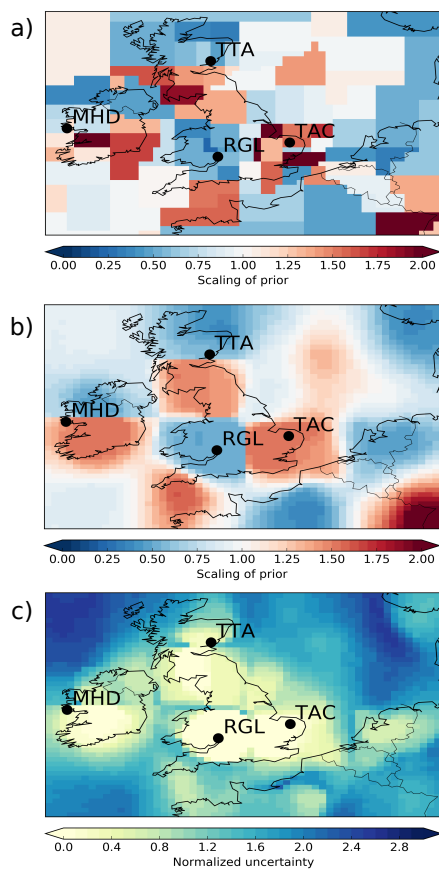 a)
TTA
MHD
TAC
RGL
0.00 0.25 0.50 0.75 1.00 1.25 1.50 1.75 2.00
Scaling of prior
b)
TTA
MHD
TAC
RGL
0.00 0.25 0.50 0.75 1.00 1.25 1.50 1.75 2.00
Scaling of prior
c)
TTA
MHD
TAC
RGL
0.0 0.4 0.8 1.2 1.6 2.0 2.4 2.8
Normalized uncertainty